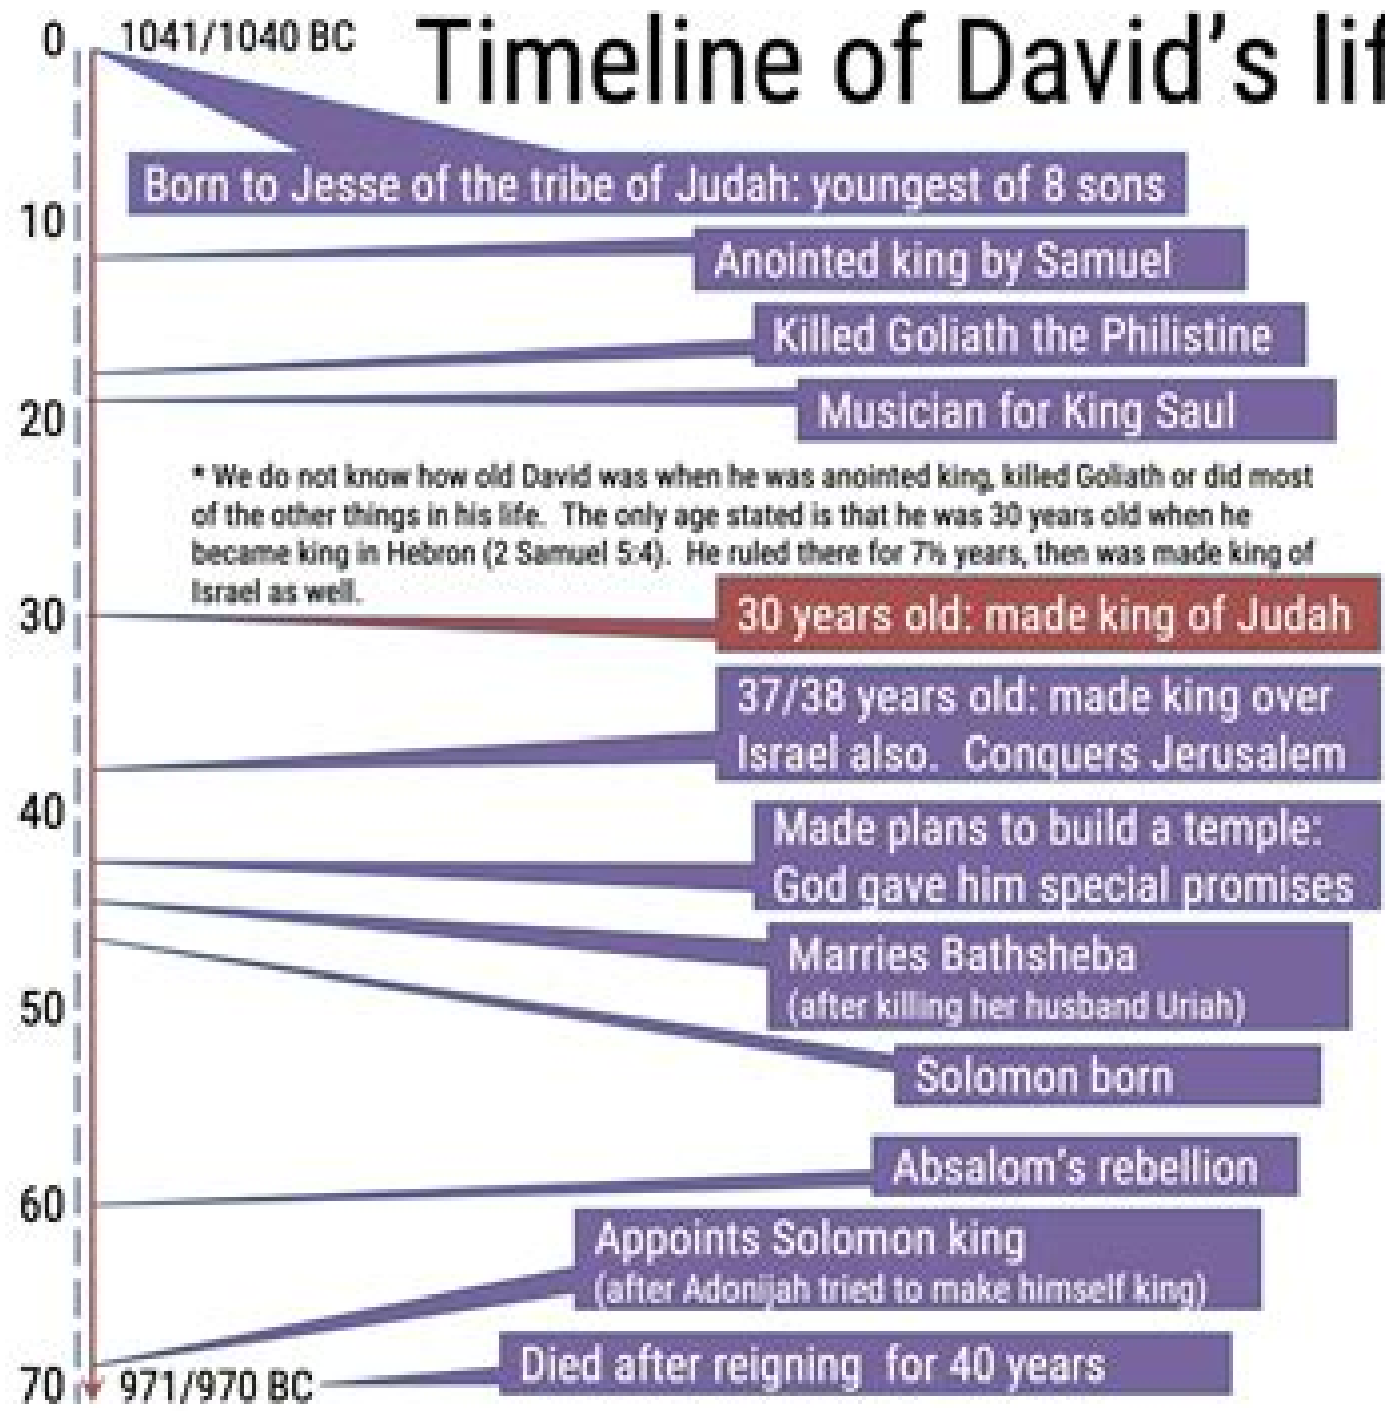 0
1041/1040 BC
Timeline of David's lif
Born to Jesse of the tribe of Judah: youngest of 8 sons
10
Anointed king by Samuel
Killed Goliath the Philistine
Musician for King Saul
20
* We do not know how old David was when he was anointed king, killed Goliath or did most
of the other things in his life. The only age stated is that he was 30 years old when he
became king in Hebron (2 Samuel 5:4). He ruled there for 7½ years, then was made king of
Israel as well.
30
30 years old: made king of Judah
37/38 years old: made king over
Israel also. Conquers Jerusalem
40
Made plans to build a temple:
God gave him special promises
Marries Bathsheba
(after killing her husband Uriah)
50
Solomon born
Absalom's rebellion
60
Appoints Solomon king
(after Adonijah tried to make himself king)
Died after reigning for 40 years
70
971/970 BC